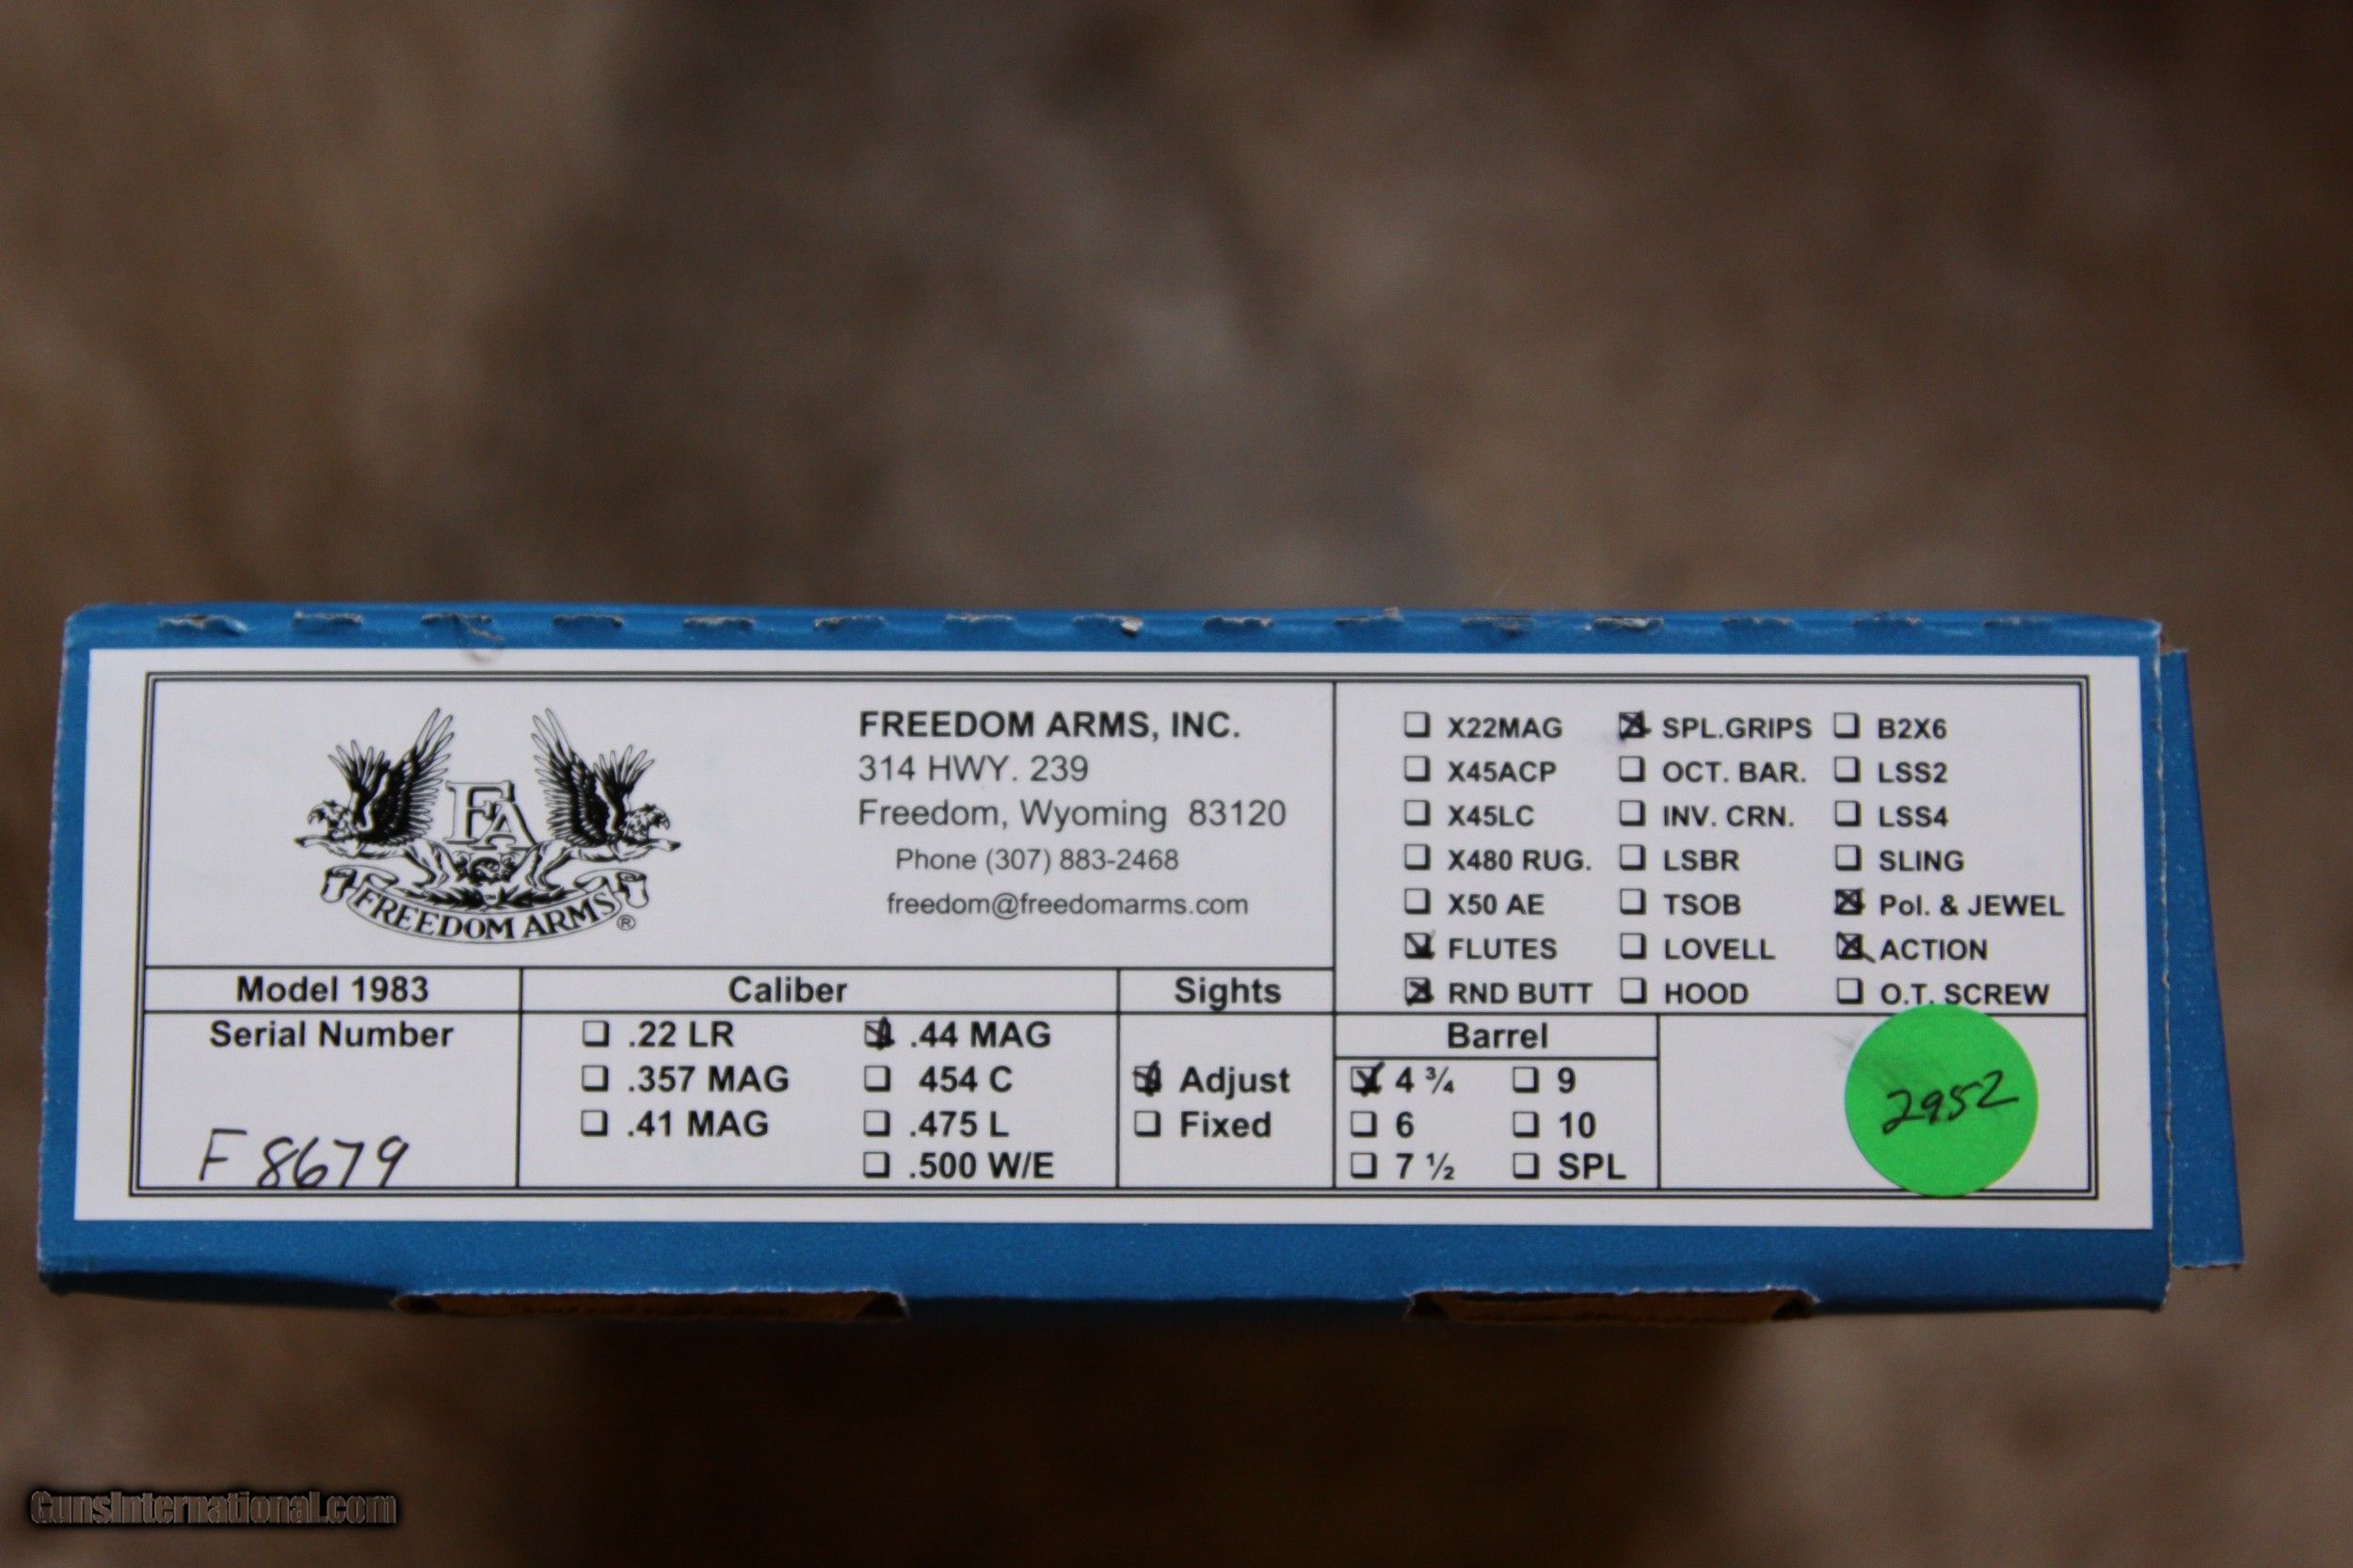 FREEDOM ARMS, INC.
314 HWY. 239
Freedom, Wyoming 83120
Phone (307) 883-2468
freedom@freedomarms.com
FA
FREEDOM ARMS®
☐ X22MAG ☒ SPL.GRIPS ☐ B2X6
☐ X45ACP ☐ OCT. BAR. ☐ LSS2
☐ X45LC ☐ INV. CRN. ☐ LSS4
☐ X480 RUG. ☐ LSBR ☐ SLING
☐ X50 AE ☐ TSOB ☒ Pol. & JEWEL
☒ FLUTES ☐ LOVELL ☒ ACTION
☒ RND BUTT ☐ HOOD ☐ O.T. SCREW
Model 1983
Serial Number
F 8679
Caliber
☐ .22 LR ☒ .44 MAG
☐ .357 MAG ☐ 454 C
☐ .41 MAG ☐ .475 L
☐ .500 W/E
Sights
☒ Adjust
☐ Fixed
Barrel
☒ 4 ¾ ☐ 9
☐ 6 ☐ 10
☐ 7 ½ ☐ SPL
2952
GunsInternational.com